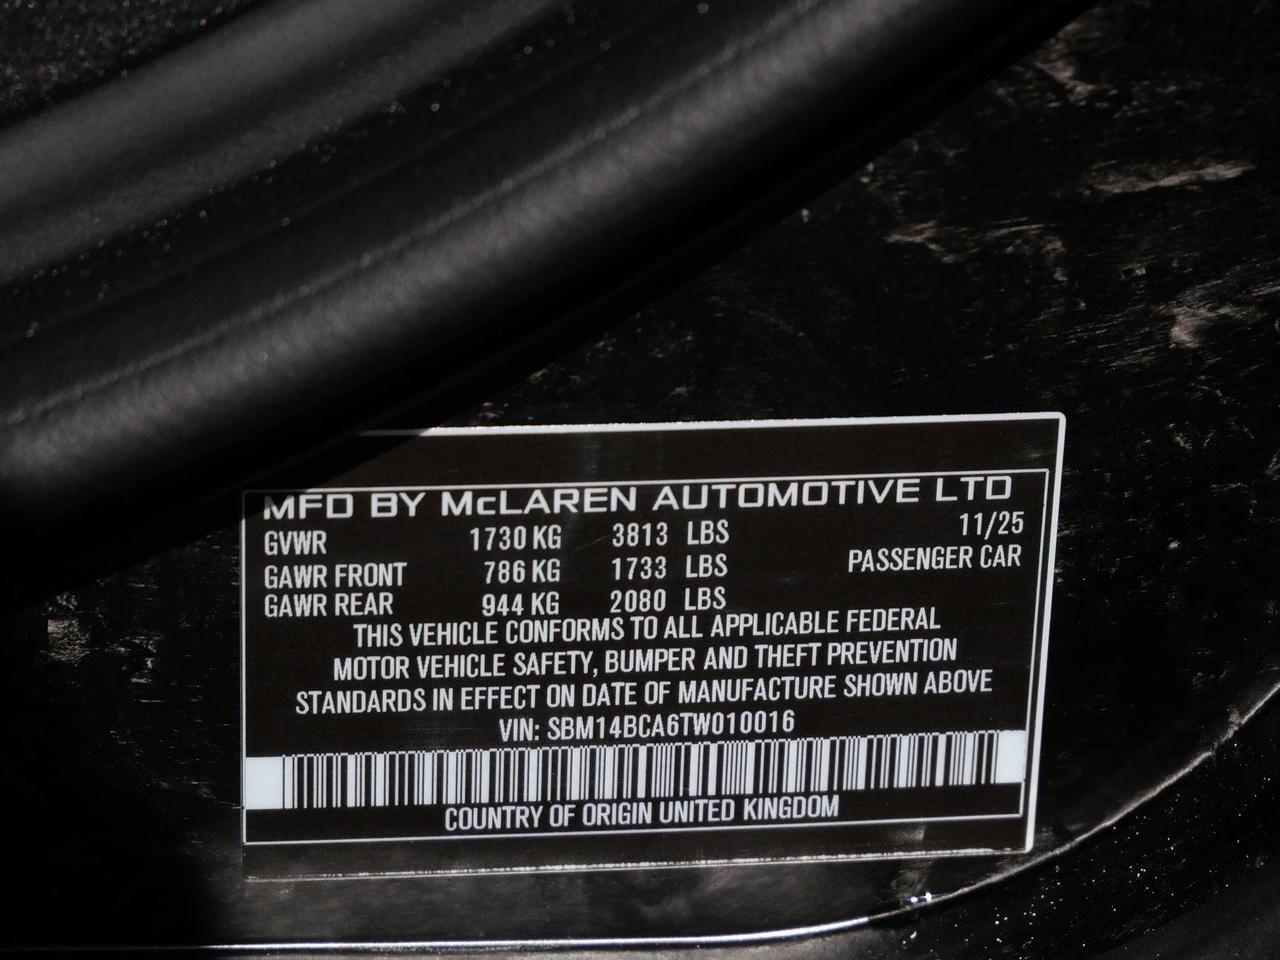 MFD BY McLAREN AUTOMOTIVE LTD
GVWR 1730 KG 3813 LBS 11/25
GAWR FRONT 786 KG 1733 LBS PASSENGER CAR
GAWR REAR 944 KG 2080 LBS
THIS VEHICLE CONFORMS TO ALL APPLICABLE FEDERAL
MOTOR VEHICLE SAFETY, BUMPER AND THEFT PREVENTION
STANDARDS IN EFFECT ON DATE OF MANUFACTURE SHOWN ABOVE
VIN: SBM14BCA6TW010016
COUNTRY OF ORIGIN UNITED KINGDOM